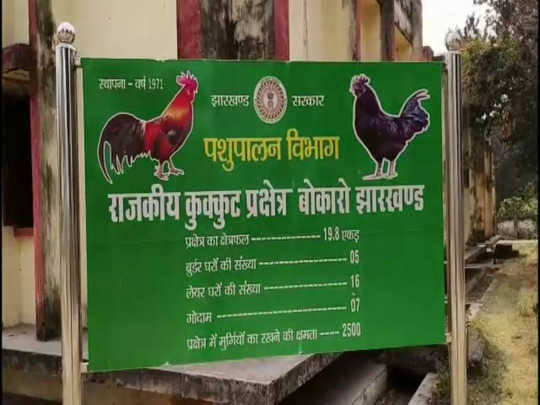 स्थापना - वर्ष 1971
झारखण्ड सरकार
पशुपालन विभाग
राजकीय कुक्कुट प्रक्षेत्र बोकारो झारखण्ड
प्रक्षेत्र का क्षेत्रफल ---------------- 19.8 एकड़
ब्रुडर घरों की संख्या ------------------- 05
लेयर घरों की संख्या ------------------- 16
गोदाम ---------------------------- 07
प्रक्षेत्र में मुर्गियों का रखने की क्षमता ---- 2500